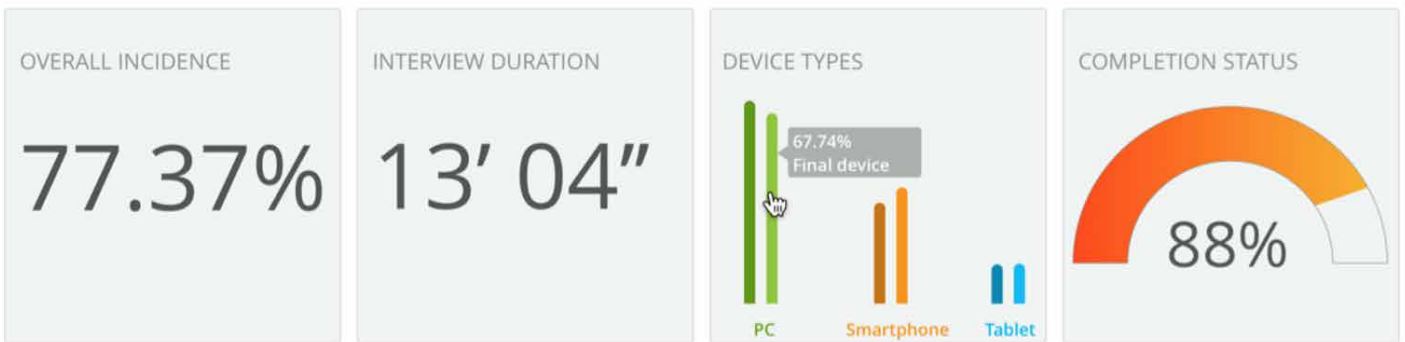 OVERALL INCIDENCE
77.37%
INTERVIEW DURATION
13’ 04”
DEVICE TYPES
67.74%
Final device
PC
Smartphone
Tablet
COMPLETION STATUS
88%